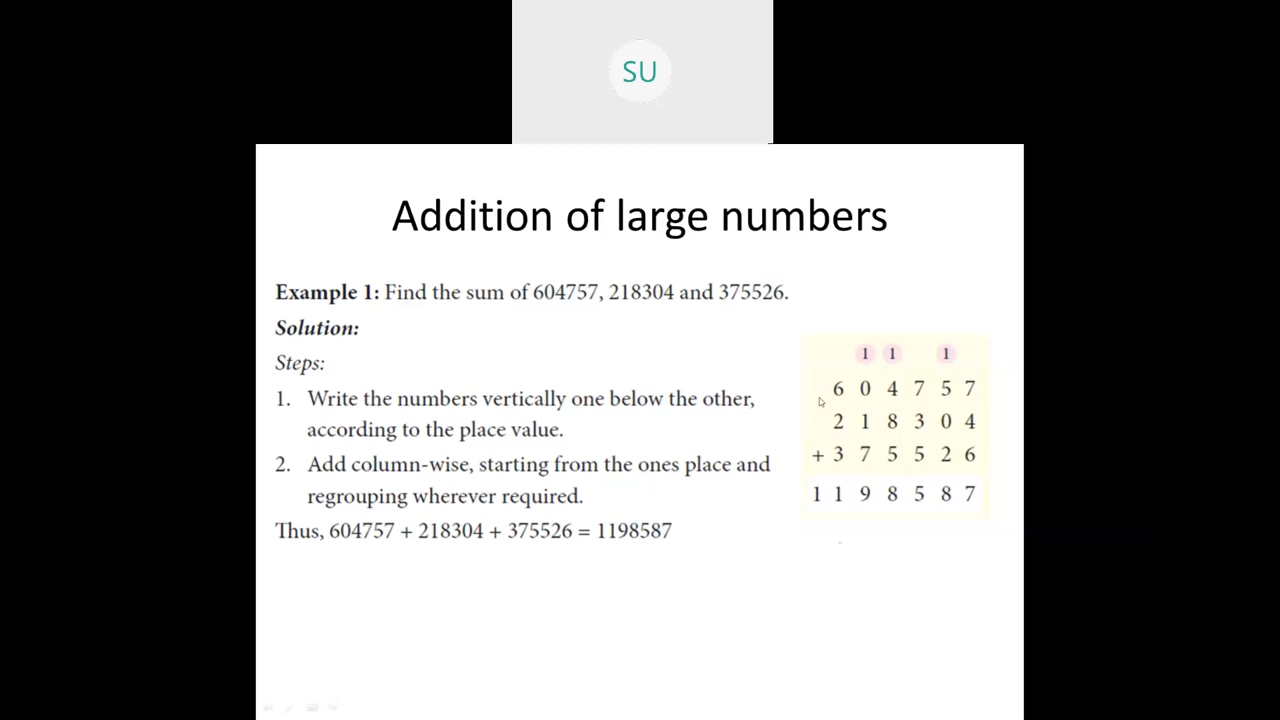 SU
Addition of large numbers
Example 1: Find the sum of 604757, 218304 and 375526.
Solution:
Steps:
1. Write the numbers vertically one below the other,
according to the place value.
2. Add column-wise, starting from the ones place and
regrouping wherever required.
Thus, 604757 + 218304 + 375526 = 1198587
1 1 1
6 0 4 7 5 7
2 1 8 3 0 4
+ 3 7 5 5 2 6
1 1 9 8 5 8 7